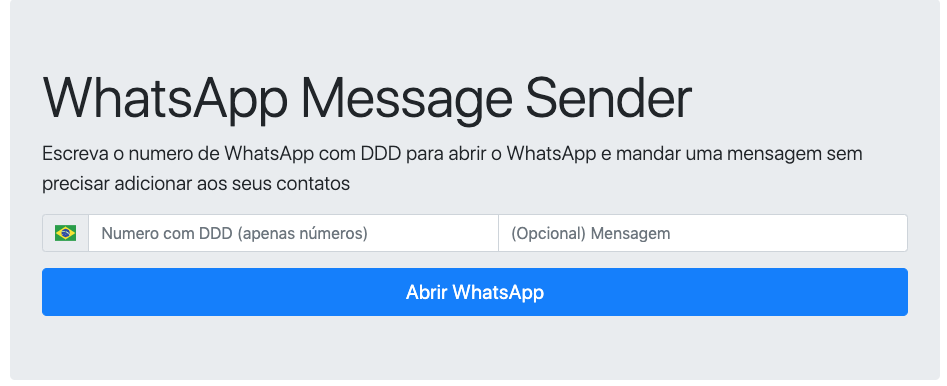 WhatsApp Message Sender
Escreva o numero de WhatsApp com DDD para abrir o WhatsApp e mandar uma mensagem sem
precisar adicionar aos seus contatos
Numero com DDD (apenas números)
(Opcional) Mensagem
Abrir WhatsApp